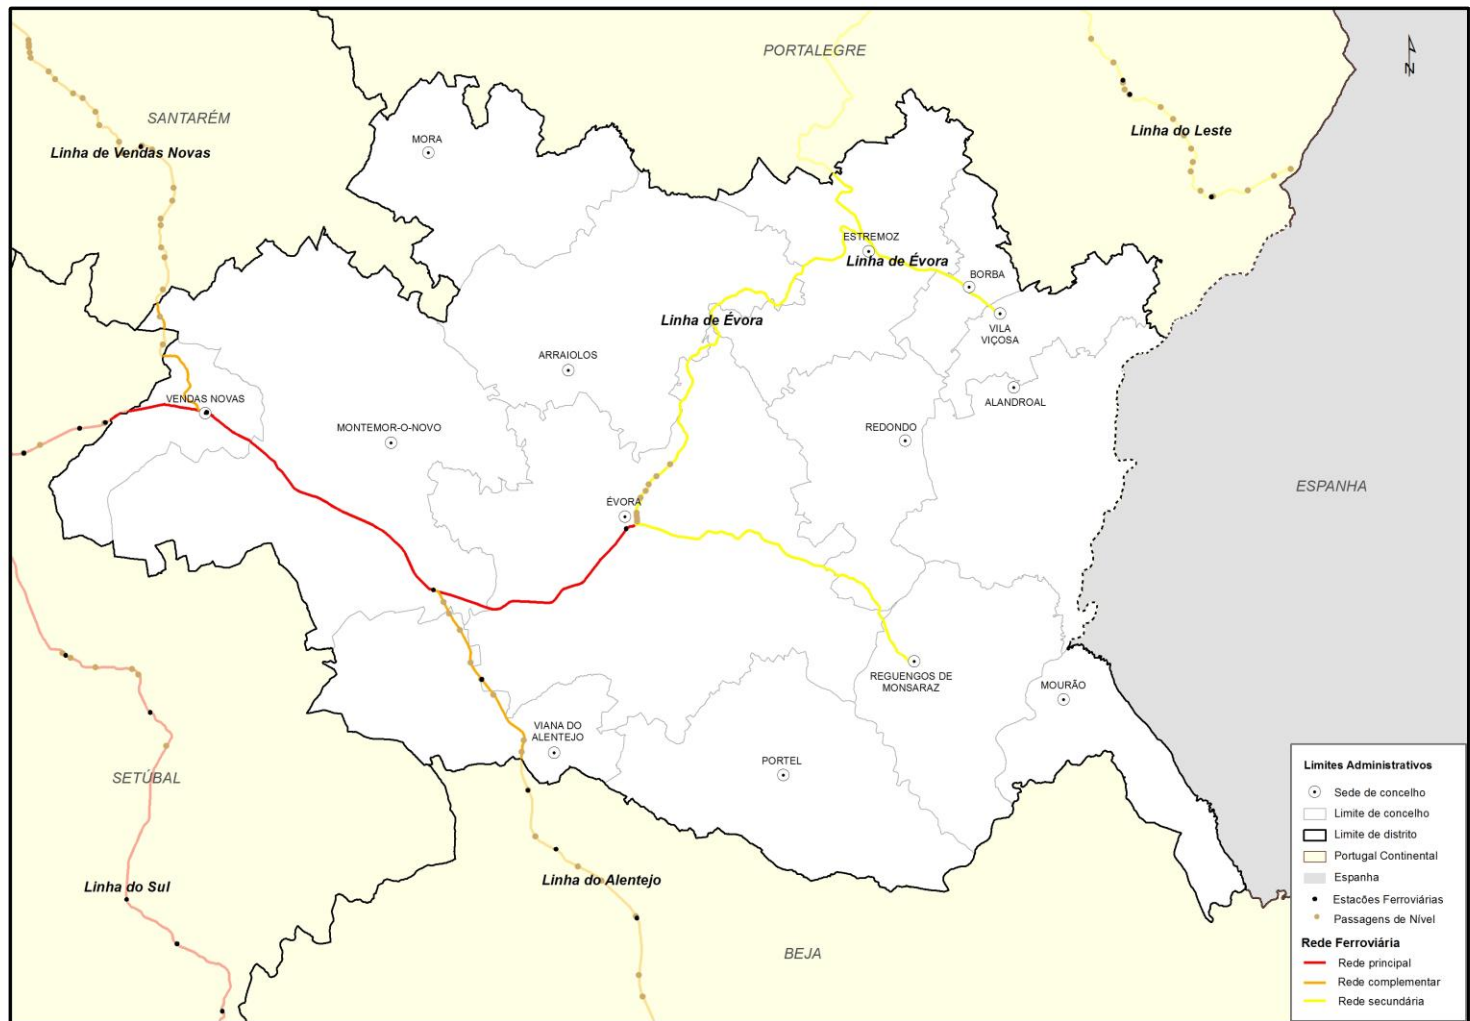 PORTALEGRE
N
SANTARÉM
Linha do Leste
MORA
Linha de Vendas Novas
ESTREMOZ
Linha de Évora
BORBA
Linha de Évora
VILA
VIÇOSA
ARRAIOLOS
ALANDROAL
VENDAS NOVAS
MONTEMOR-O-NOVO
REDONDO
ESPANHA
ÉVORA
REGUENGOS DE
MONSARAZ
MOURÃO
VIANA DO
ALENTEJO
PORTEL
SETÚBAL
Linha do Sul
Linha do Alentejo
BEJA
Limites Administrativos
Sede de concelho
Limite de concelho
Limite de distrito
Portugal Continental
Espanha
Estacões Ferroviárias
Passagens de Nível
Rede Ferroviária
Rede principal
Rede complementar
Rede secundária